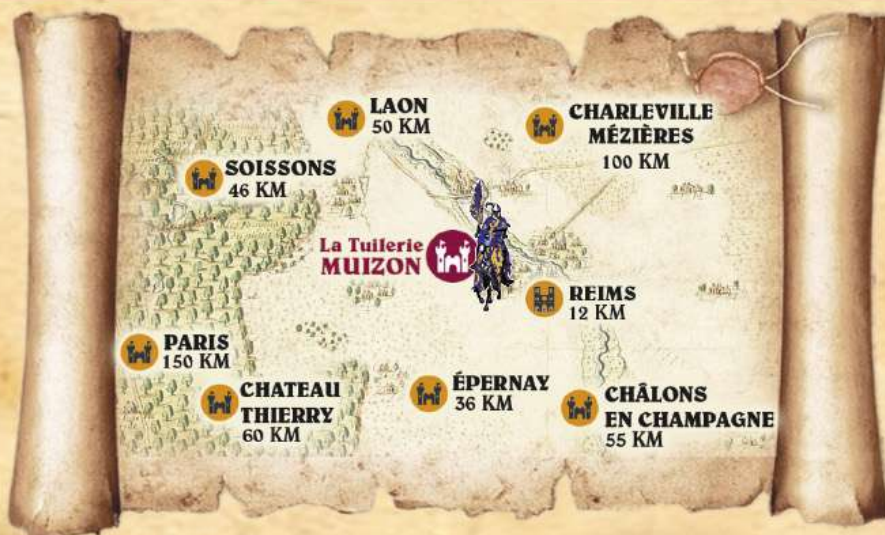 LAON
50 KM
CHARLEVILLE
MÉZIÈRES
100 KM
SOISSONS
46 KM
La Tuilerie
MUIZON
REIMS
12 KM
PARIS
150 KM
CHATEAU
THIERRY
60 KM
ÉPERNAY
36 KM
CHÂLONS
EN CHAMPAGNE
55 KM